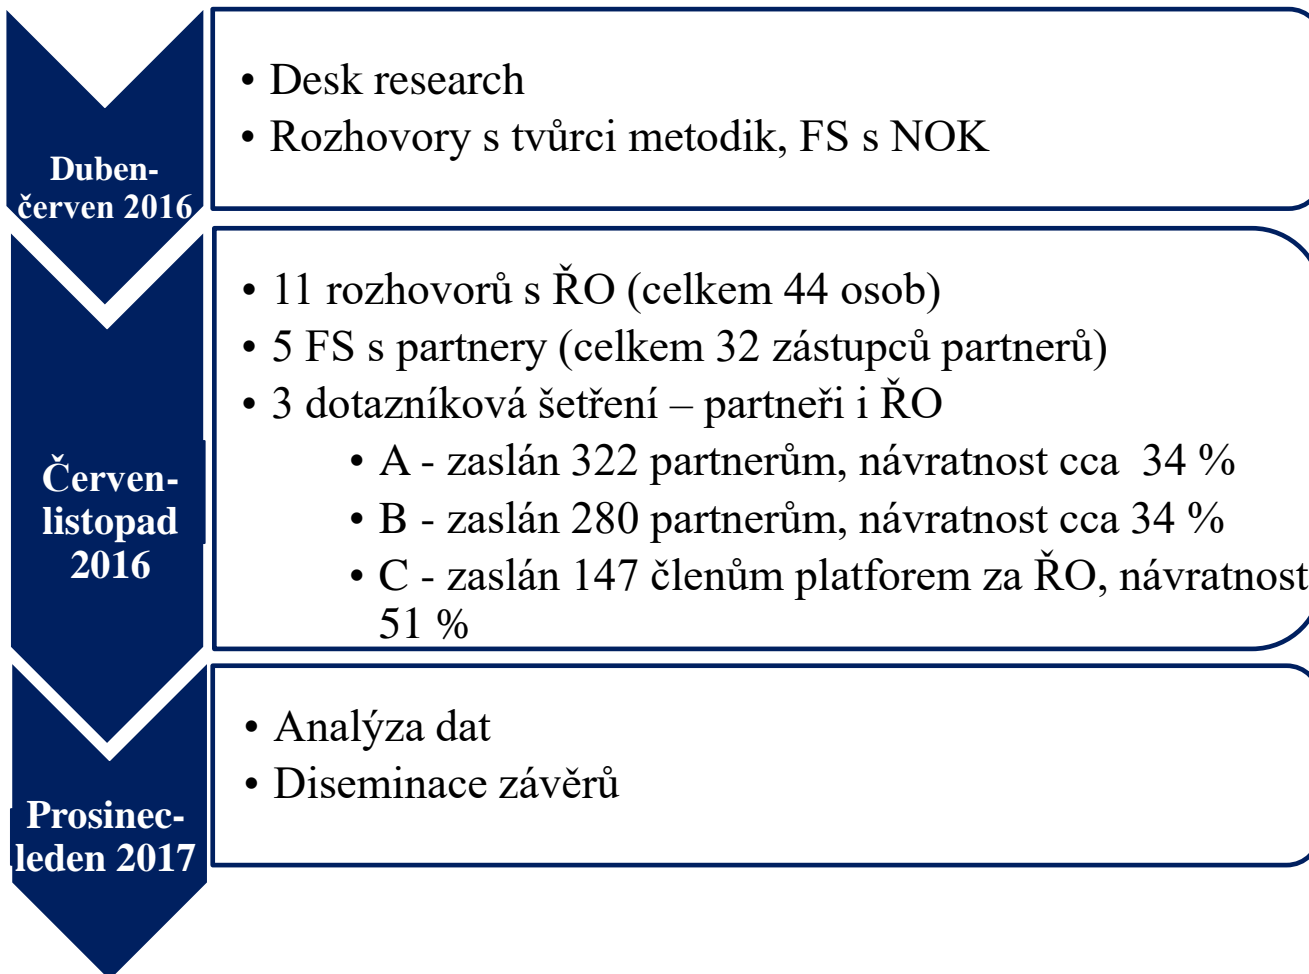 Duben-
červen 2016
• Desk research
• Rozhovory s tvůrci metodik, FS s NOK
Červen-
listopad
2016
• 11 rozhovorů s ŘO (celkem 44 osob)
• 5 FS s partnery (celkem 32 zástupců partnerů)
• 3 dotazníková šetření – partneři i ŘO
• A - zaslán 322 partnerům, návratnost cca  34 %
• B - zaslán 280 partnerům, návratnost cca 34 %
• C - zaslán 147 členům platforem za ŘO, návratnost
51 %
Prosinec-
leden 2017
• Analýza dat
• Diseminace závěrů